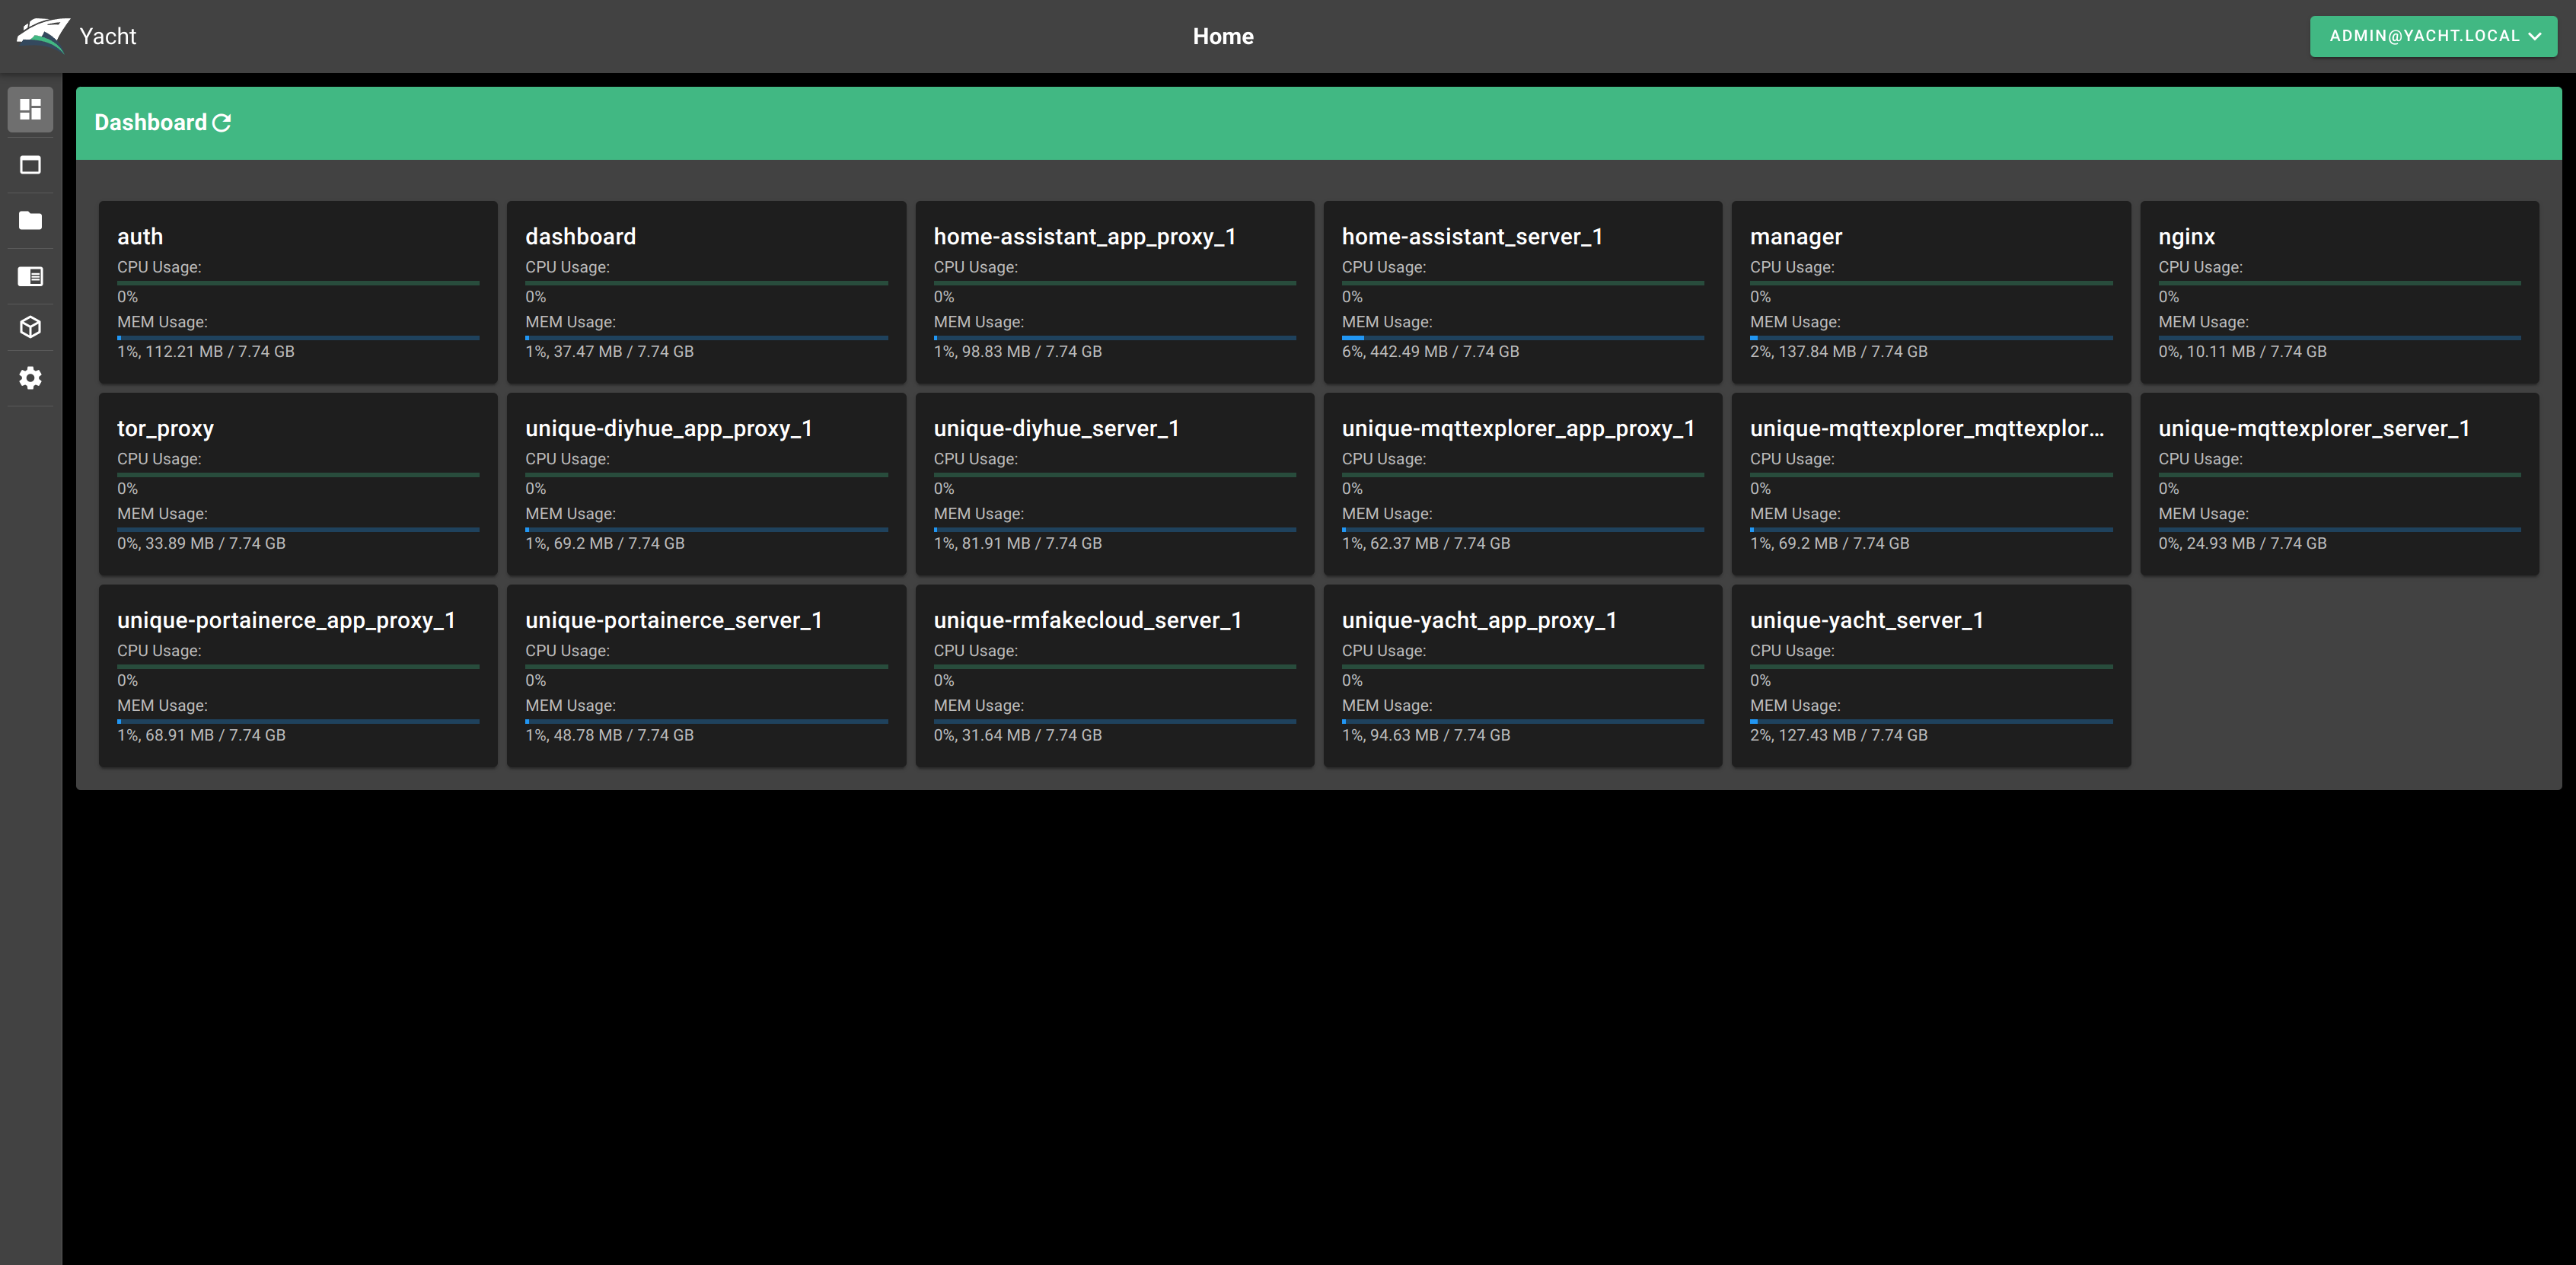 Yacht
Home
ADMIN@YACHT.LOCAL
Dashboard
auth
CPU Usage:
0%
MEM Usage:
1%, 112.21 MB / 7.74 GB
dashboard
CPU Usage:
0%
MEM Usage:
1%, 37.47 MB / 7.74 GB
home-assistant_app_proxy_1
CPU Usage:
0%
MEM Usage:
1%, 98.83 MB / 7.74 GB
home-assistant_server_1
CPU Usage:
0%
MEM Usage:
6%, 442.49 MB / 7.74 GB
manager
CPU Usage:
0%
MEM Usage:
2%, 137.84 MB / 7.74 GB
nginx
CPU Usage:
0%
MEM Usage:
0%, 10.11 MB / 7.74 GB
tor_proxy
CPU Usage:
0%
MEM Usage:
0%, 33.89 MB / 7.74 GB
unique-diyhue_app_proxy_1
CPU Usage:
0%
MEM Usage:
1%, 69.2 MB / 7.74 GB
unique-diyhue_server_1
CPU Usage:
0%
MEM Usage:
1%, 81.91 MB / 7.74 GB
unique-mqttexplorer_app_proxy_1
CPU Usage:
0%
MEM Usage:
1%, 62.37 MB / 7.74 GB
unique-mqttexplorer_mqttexplor...
CPU Usage:
0%
MEM Usage:
1%, 69.2 MB / 7.74 GB
unique-mqttexplorer_server_1
CPU Usage:
0%
MEM Usage:
0%, 24.93 MB / 7.74 GB
unique-portainerce_app_proxy_1
CPU Usage:
0%
MEM Usage:
1%, 68.91 MB / 7.74 GB
unique-portainerce_server_1
CPU Usage:
0%
MEM Usage:
1%, 48.78 MB / 7.74 GB
unique-rmfakecloud_server_1
CPU Usage:
0%
MEM Usage:
0%, 31.64 MB / 7.74 GB
unique-yacht_app_proxy_1
CPU Usage:
0%
MEM Usage:
1%, 94.63 MB / 7.74 GB
unique-yacht_server_1
CPU Usage:
0%
MEM Usage:
2%, 127.43 MB / 7.74 GB